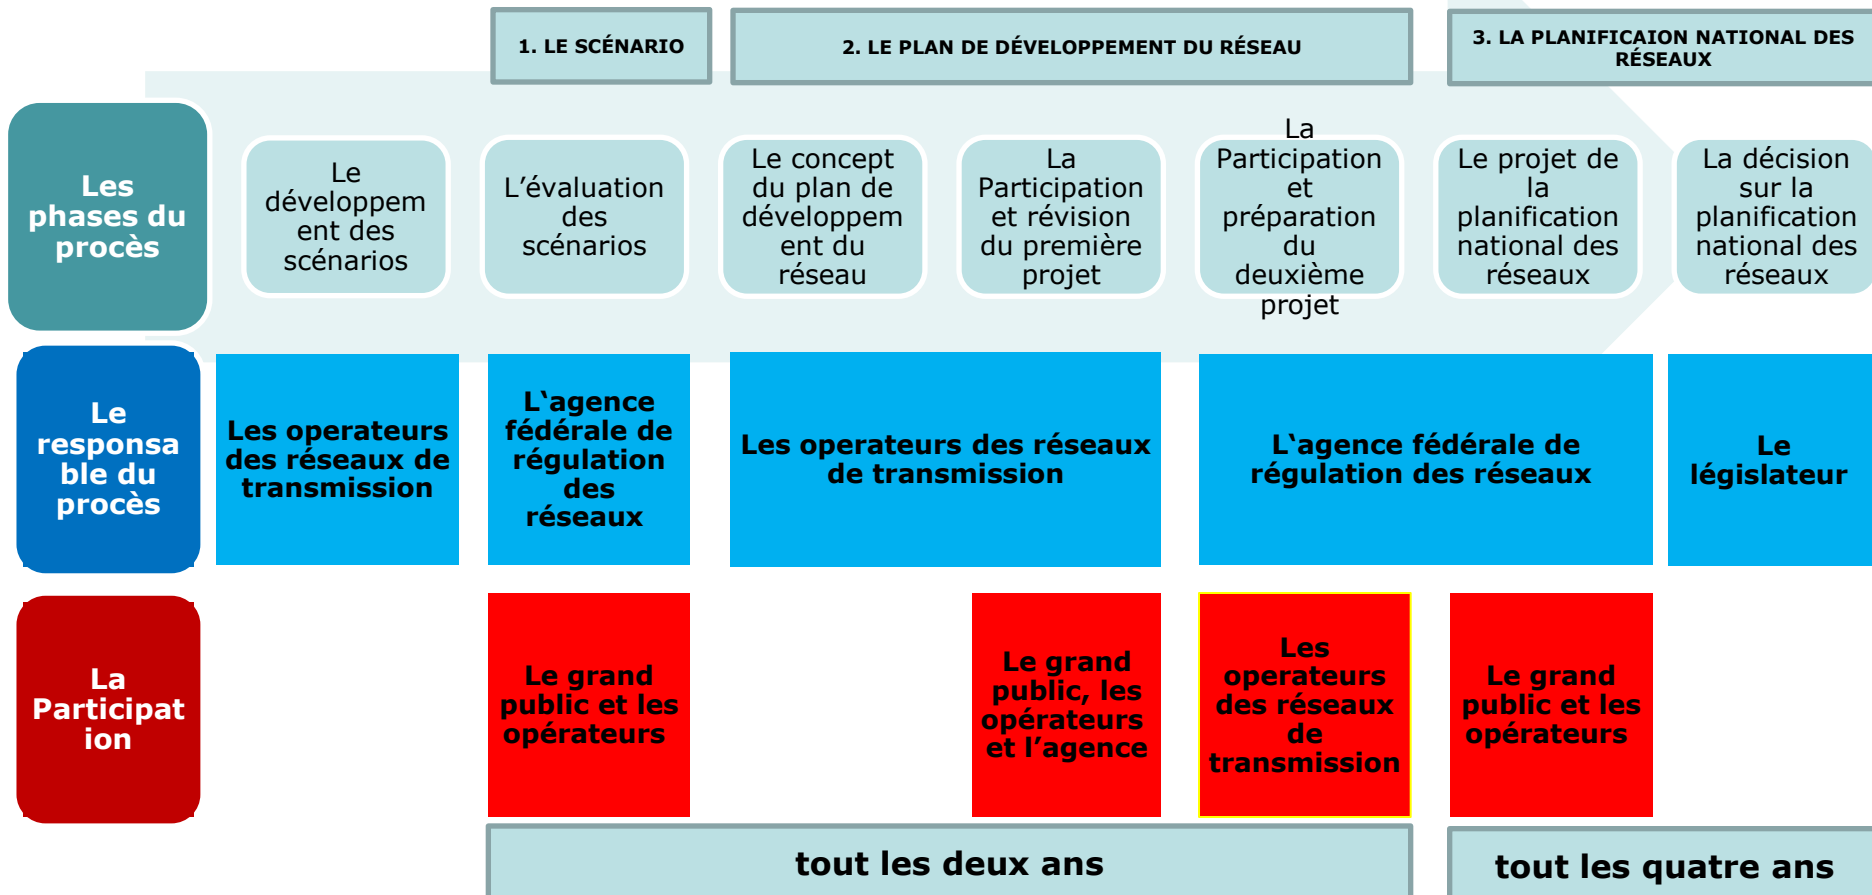 1. LE SCÉNARIO
2. LE PLAN DE DÉVELOPPEMENT DU RÉSEAU
3. LA PLANIFICAION NATIONAL DES
RÉSEAUX
Les
phases du
procès
Le
développem
ent des
scénarios
L’évaluation
des
scénarios
Le concept
du plan de
développem
ent du
réseau
La
Participation
et révision
du première
projet
La
Participation
et
préparation
du
deuxième
projet
Le projet de
la
planification
national des
réseaux
La décision
sur la
planification
national des
réseaux
Le
responsa
ble du
procès
Les operateurs
des réseaux de
transmission
L‘agence
fédérale de
régulation
des
réseaux
Les operateurs des réseaux
de transmission
L‘agence fédérale de
régulation des réseaux
Le
législateur
La
Participat
ion
Le grand
public et les
opérateurs
Le grand
public, les
opérateurs
et l’agence
Les
operateurs
des réseaux
de
transmission
Le grand
public et les
opérateurs
tout les deux ans
tout les quatre ans